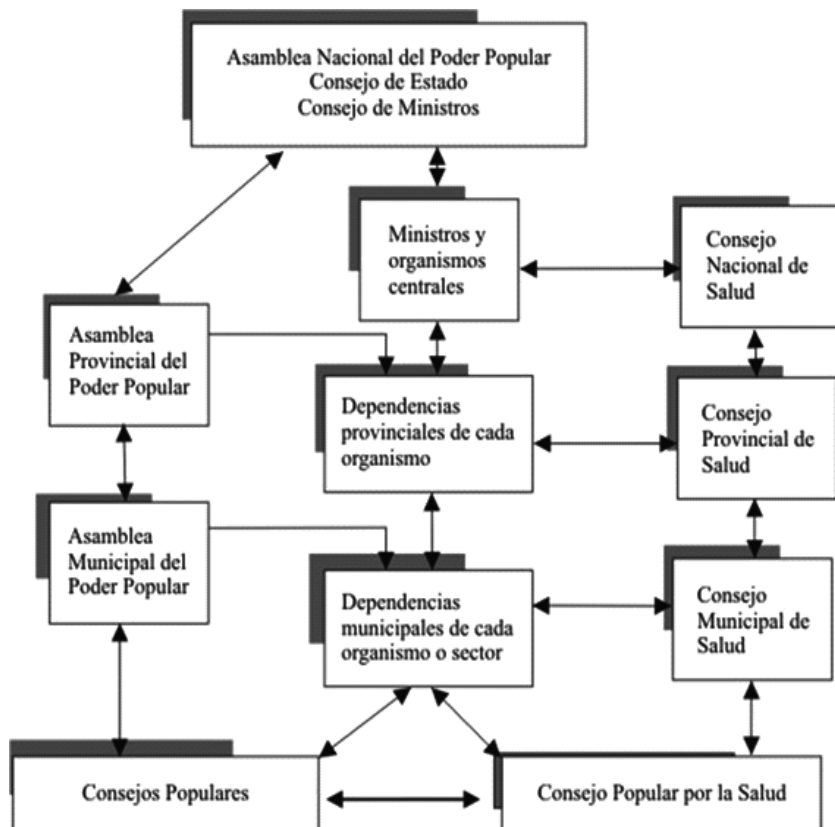 Asamblea Nacional del Poder Popular
Consejo de Estado
Consejo de Ministros
Ministros y
organismos
centrales
Consejo
Nacional de
Salud
Asamblea
Provincial del
Poder Popular
Dependencias
provinciales de cada
organismo
Consejo
Provincial de
Salud
Asamblea
Municipal del
Poder Popular
Dependencias
municipales de cada
organismo o sector
Consejo
Municipal de
Salud
Consejos Populares
Consejo Popular por la Salud